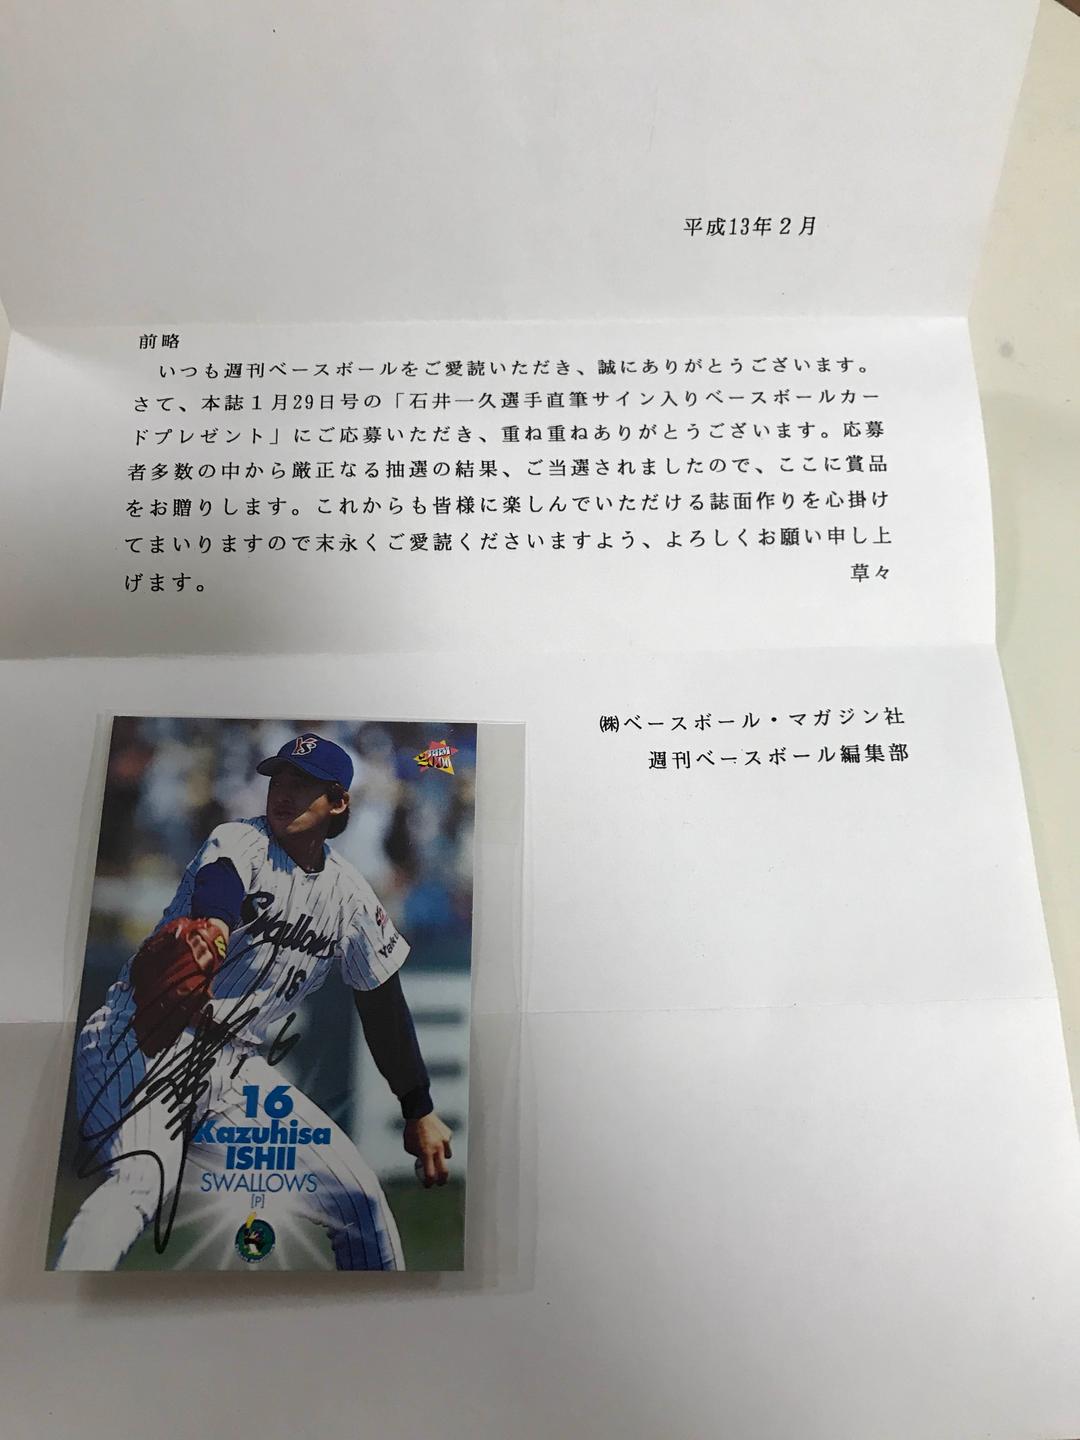 平成13年２月
前略
いつも週刊ベースボールをご愛読いただき、誠にありがとうございます。
さて、本誌１月29日号の「石井一久選手直筆サイン入りベースボールカー
ドプレゼント」にご応募いただき、重ね重ねありがとうございます。応募
者多数の中から厳正なる抽選の結果、ご当選されましたので、ここに賞品
をお贈りします。これからも皆様に楽しんでいただける誌面作りを心掛け
てまいりますので末永くご愛読くださいますよう、よろしくお願い申し上
げます。
草々
㈱ベースボール・マガジン社
週刊ベースボール編集部
YS
BBM
2000
Swallows
16
Yaku
16
16
Kazuhisa
ISHII
SWALLOWS
[P]